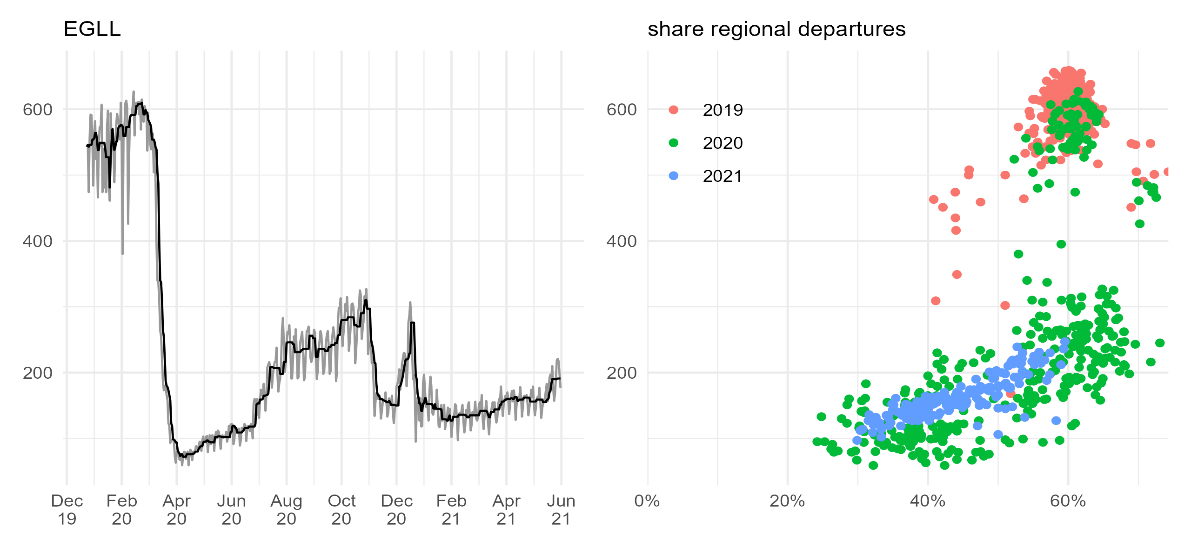 EGLL
600
400
200
Dec Feb Apr Jun Aug Oct Dec Feb Apr Jun
19 20 20 20 20 20 20 21 21 21
share regional departures
600
400
200
2019
2020
2021
0% 20% 40% 60%